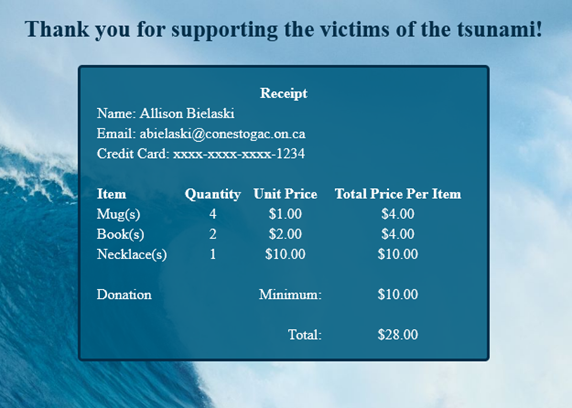 Thank you for supporting the victims of the tsunami!
Receipt
Name: Allison Bielaski
Email: abielaski@conestogac.on.ca
Credit Card: xxxx-xxxx-xxxx-1234
Item Quantity Unit Price Total Price Per Item
Mug(s) 4 $1.00 $4.00
Book(s) 2 $2.00 $4.00
Necklace(s) 1 $10.00 $10.00
Donation Minimum: $10.00
Total: $28.00